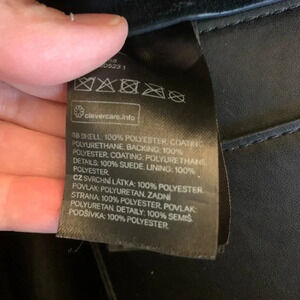 clevercare.info
GB SHELL: 100% POLYESTER, COATING:
POLYURETHANE, BACKING: 100%
POLYESTER, COATING: POLYURETHANE.
DETAILS: 100% SUEDE. LINING: 100%
POLYESTER.
CZ SVRCHNÍ LÁTKA: 100% POLYESTER,
POVLAK: POLYURETAN, ZADNÍ
STRANA: 100% POLYESTER, POVLAK:
POLYURETAN. DETAILY: 100% SEMIŠ.
PODŠÍVKA: 100% POLYESTER.